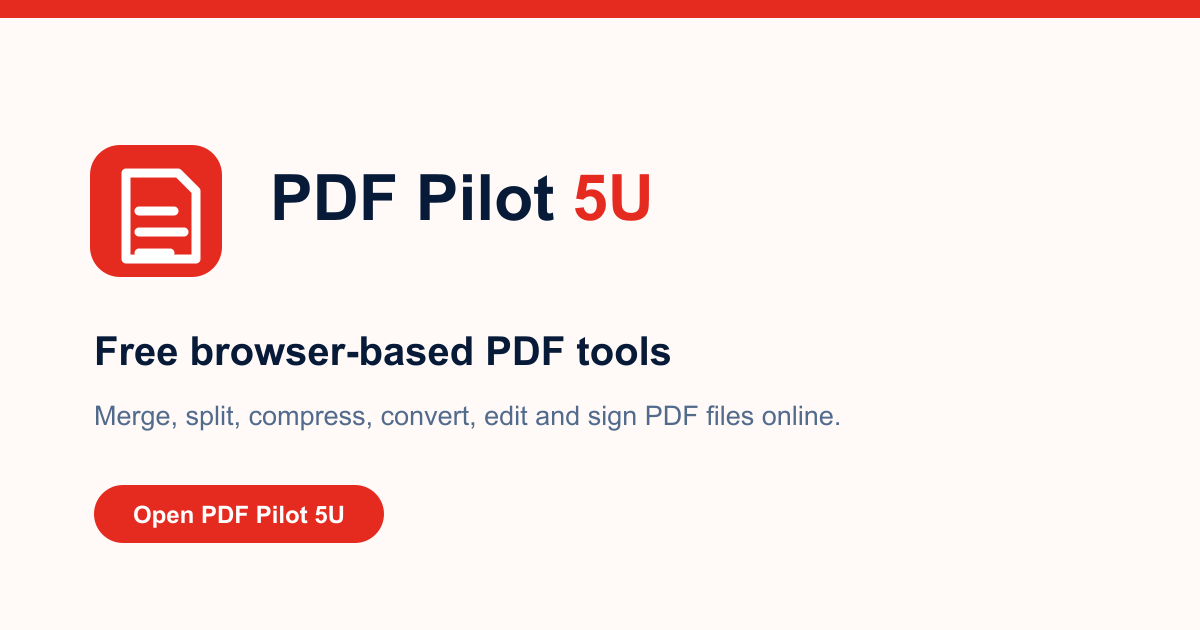 PDF Pilot 5U
Free browser-based PDF tools
Merge, split, compress, convert, edit and sign PDF files online.
Open PDF Pilot 5U